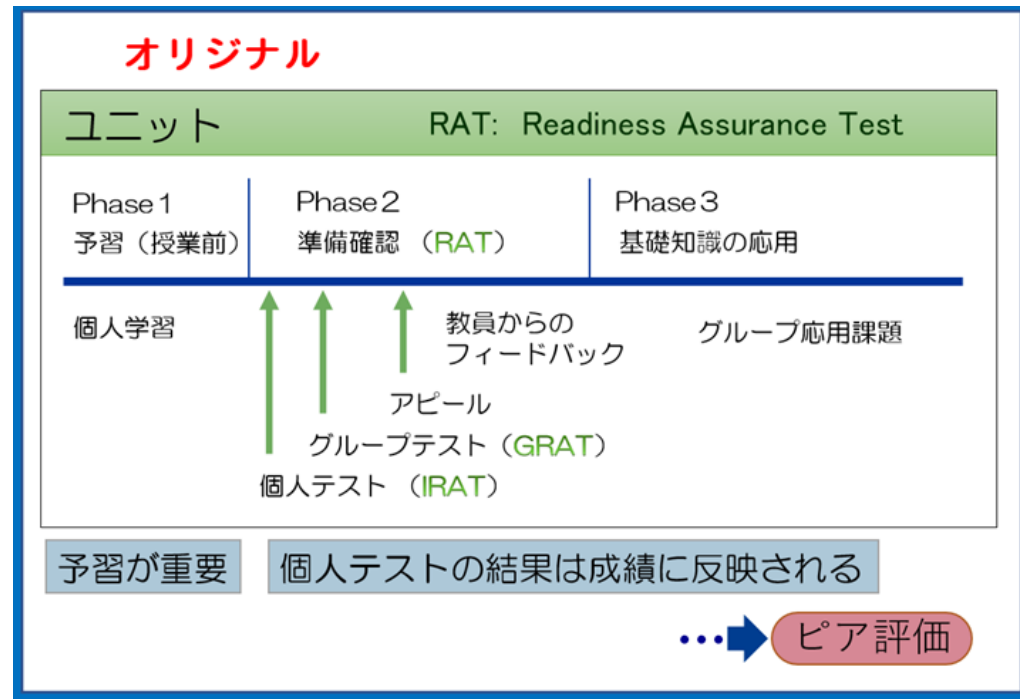 オリジナル
ユニット
RAT: Readiness Assurance Test
Phase1
予習（授業前）
Phase2
準備確認 （RAT）
Phase3
基礎知識の応用
個人学習
教員からの
フィードバック
グループ応用課題
アピール
グループテスト（GRAT）
個人テスト （IRAT）
予習が重要
個人テストの結果は成績に反映される
ピア評価